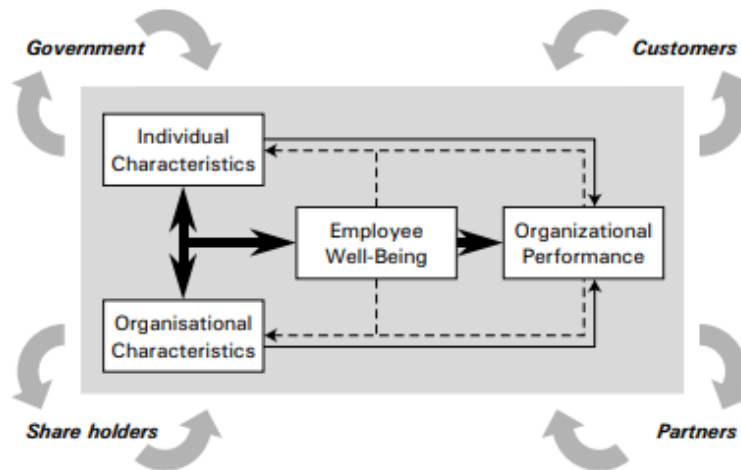 Government
Customers
Individual
Characteristics
Employee
Well-Being
Organizational
Performance
Organisational
Characteristics
Share holders
Partners